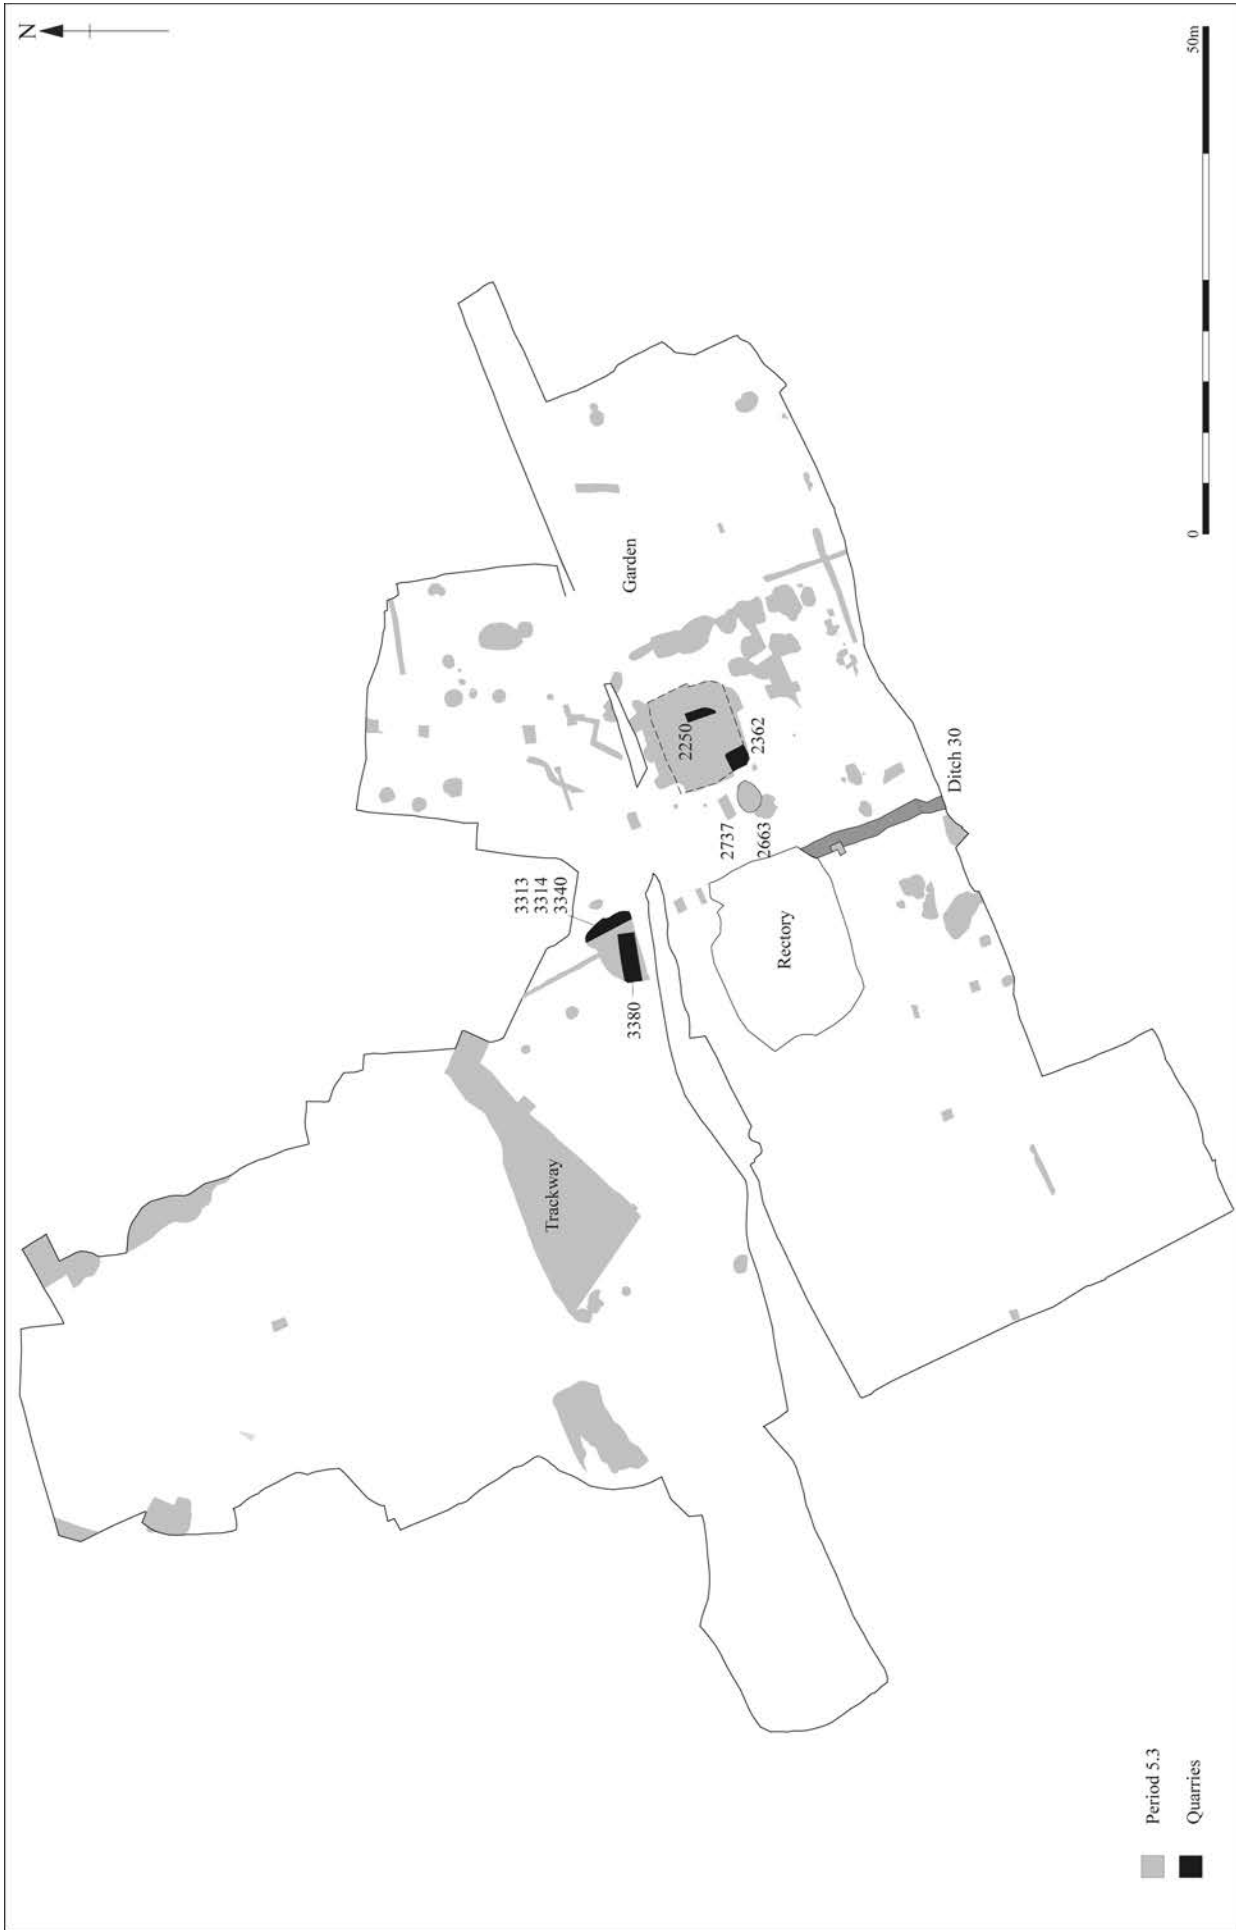 N
50m
0
Garden
2250
2362
2737
2663
Ditch 30
3313
3314
3340
3380
Rectory
Trackway
Period 5.3
Quarries